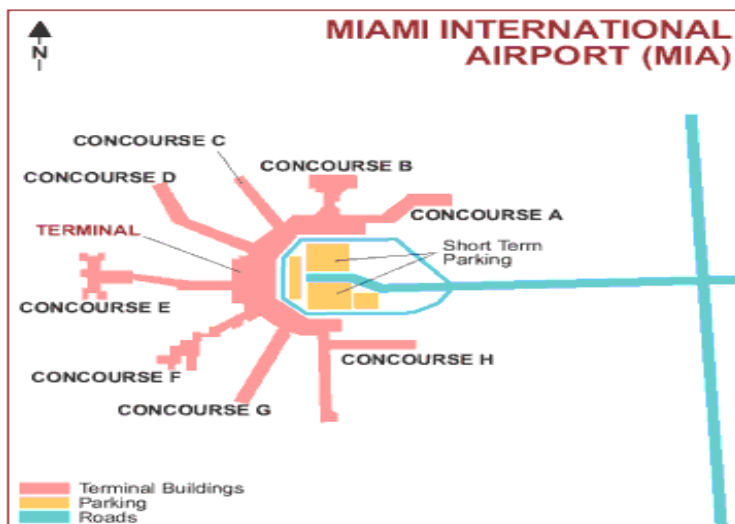 MIAMI INTERNATIONAL
AIRPORT (MIA)
N
CONCOURSE C
CONCOURSE B
CONCOURSE D
CONCOURSE A
TERMINAL
Short Term
Parking
CONCOURSE E
CONCOURSE H
CONCOURSE F
CONCOURSE G
Terminal Buildings
Parking
Roads